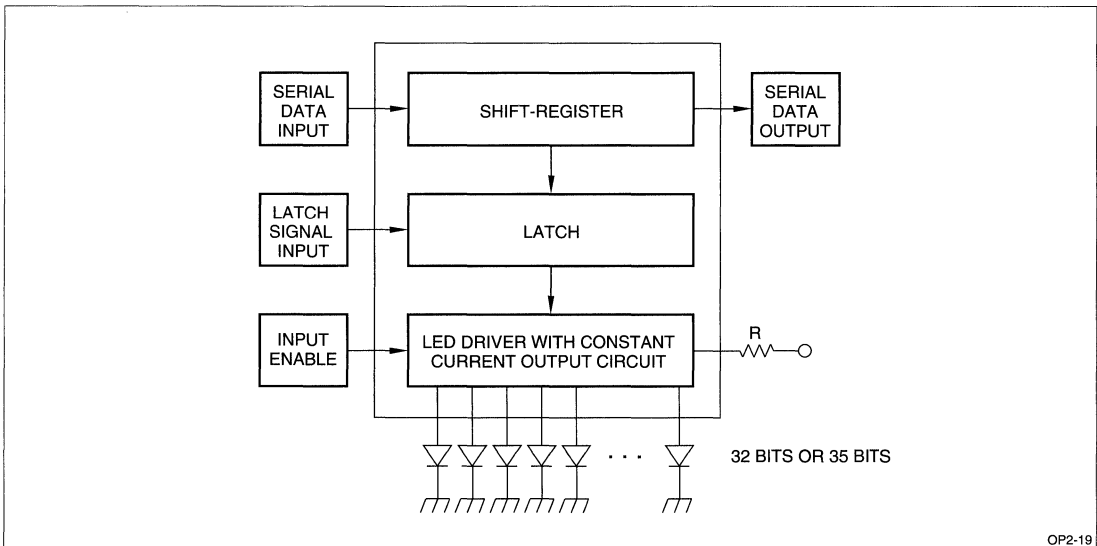 SERIAL
DATA
INPUT
SHIFT-REGISTER
SERIAL
DATA
OUTPUT
LATCH
SIGNAL
INPUT
LATCH
INPUT
ENABLE
LED DRIVER WITH CONSTANT
CURRENT OUTPUT CIRCUIT
R
32 BITS OR 35 BITS
OP2-19